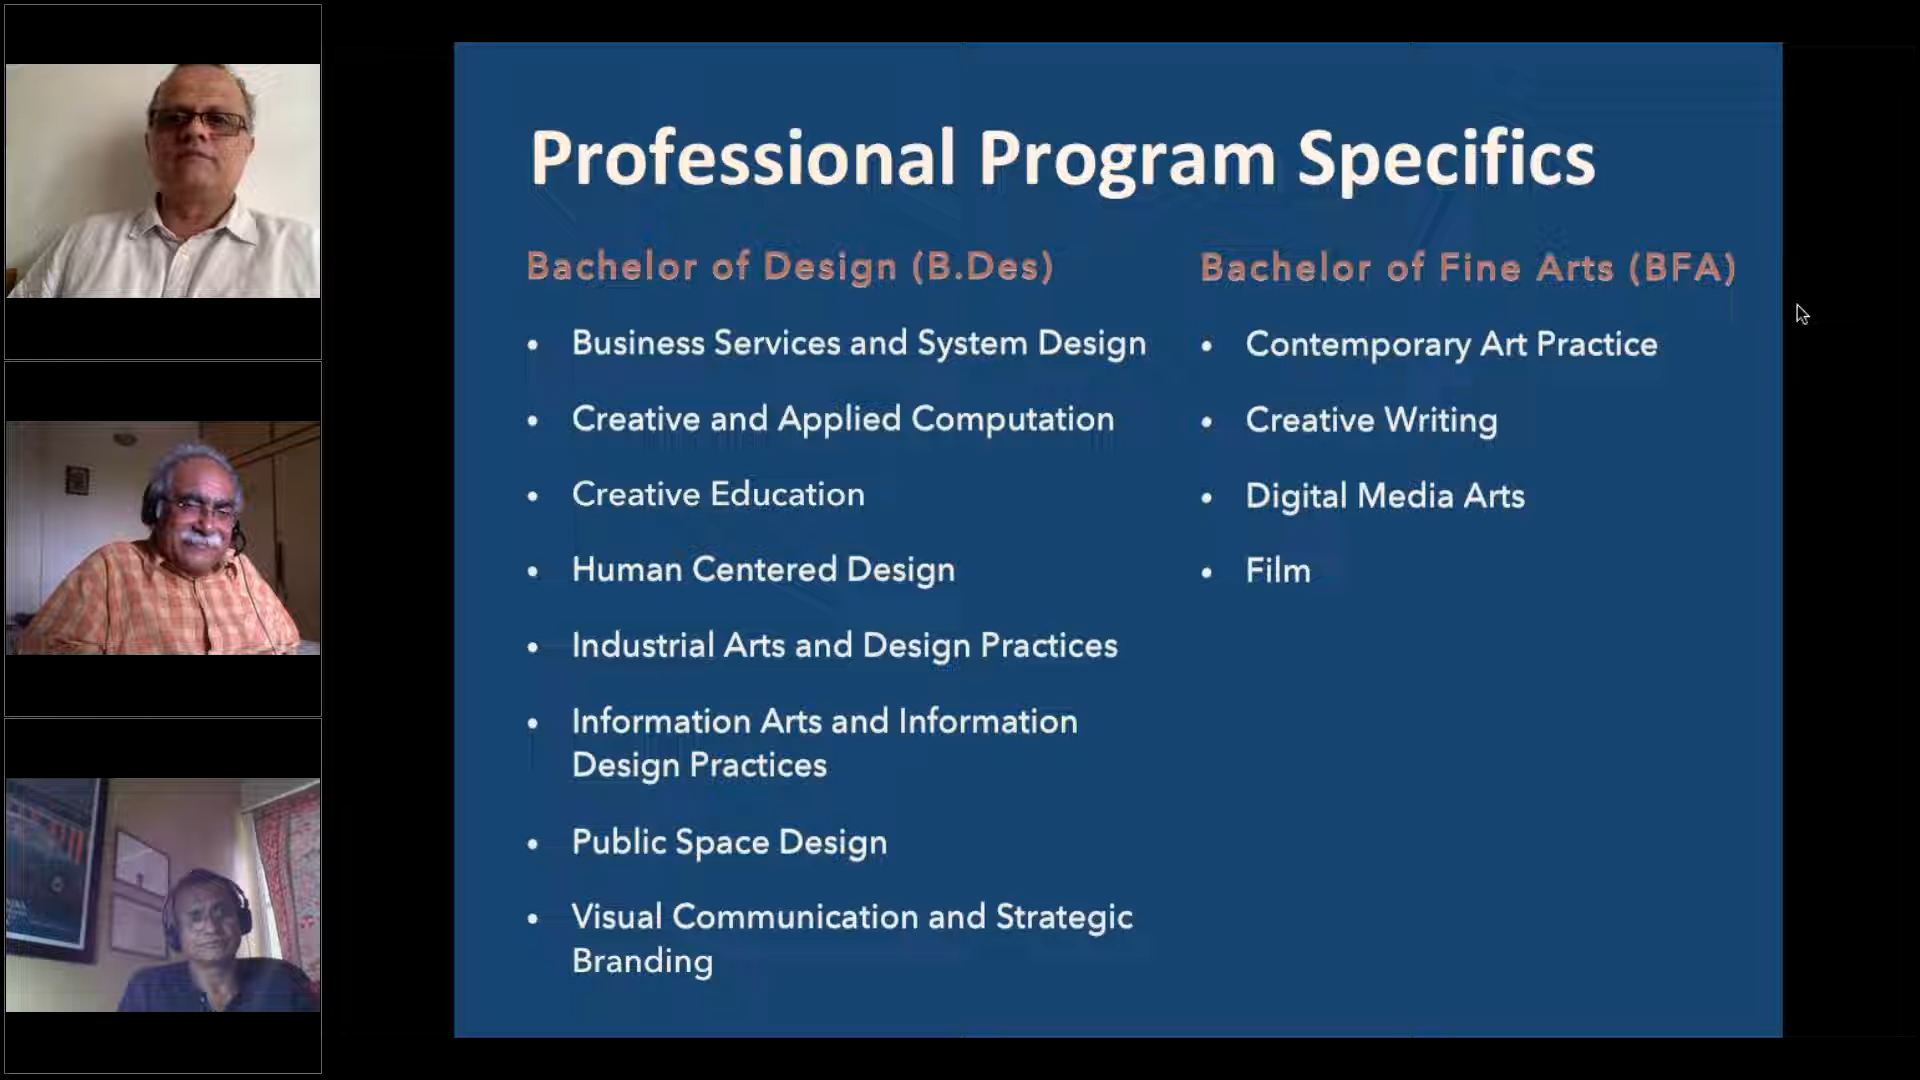 Professional Program Specifics
Bachelor of Design (B.Des)
• Business Services and System Design
• Creative and Applied Computation
• Creative Education
• Human Centered Design
• Industrial Arts and Design Practices
• Information Arts and Information
Design Practices
• Public Space Design
• Visual Communication and Strategic
Branding
Bachelor of Fine Arts (BFA)
• Contemporary Art Practice
• Creative Writing
• Digital Media Arts
• Film